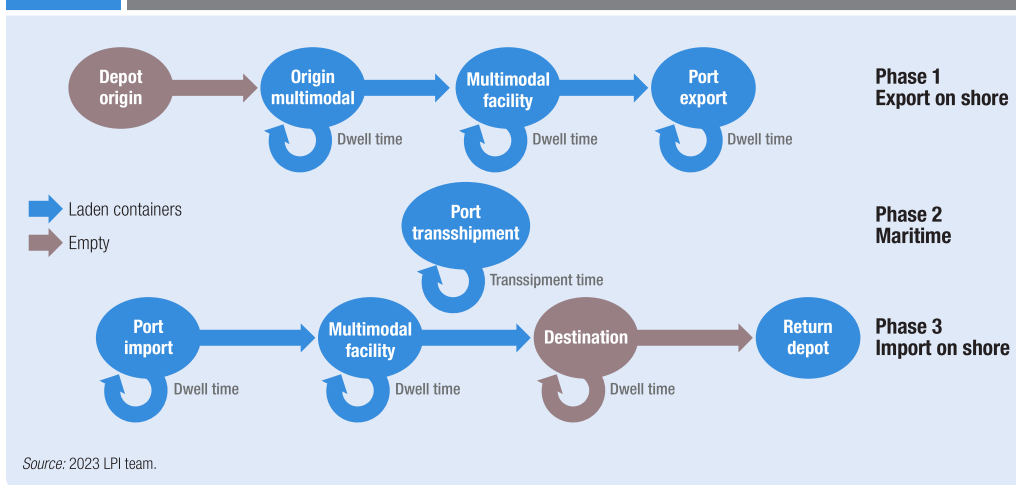 Depot
origin
Origin
multimodal
Multimodal
facility
Port
export
Phase 1
Export on shore
Dwell time
Dwell time
Dwell time
Laden containers
Empty
Port
transshipment
Phase 2
Maritime
Transsipment time
Port
import
Multimodal
facility
Destination
Return
depot
Phase 3
Import on shore
Dwell time
Dwell time
Dwell time
Source: 2023 LPI team.